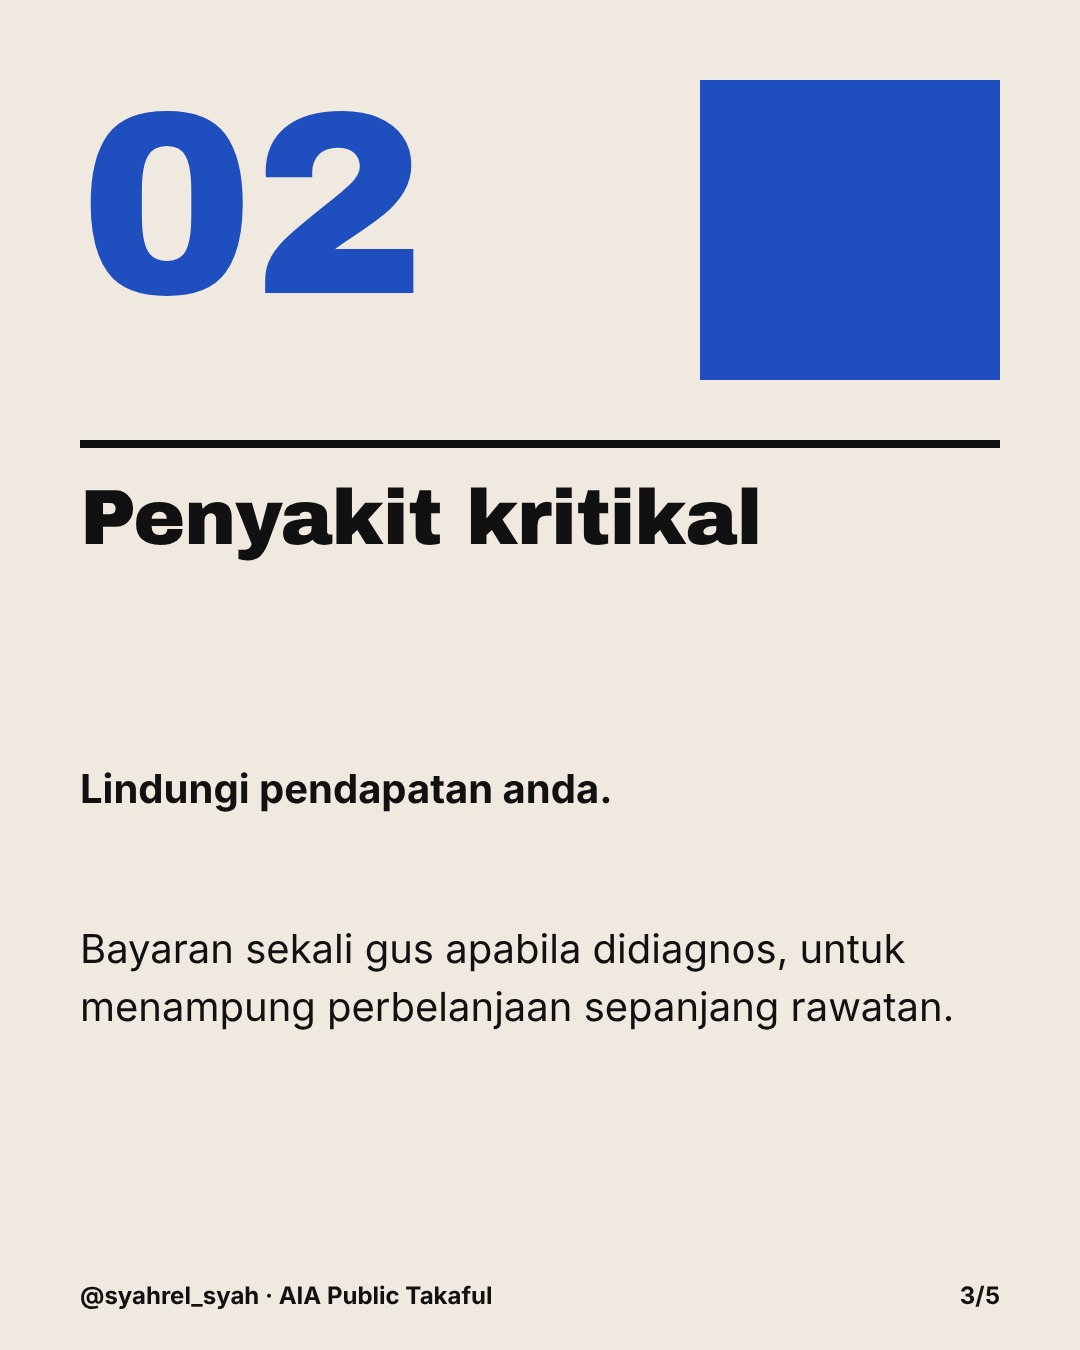 02
Penyakit kritikal
Lindungi pendapatan anda.
Bayaran sekali gus apabila didiagnos, untuk
menampung perbelanjaan sepanjang rawatan.
@syahrel_syah · AIA Public Takaful
3/5